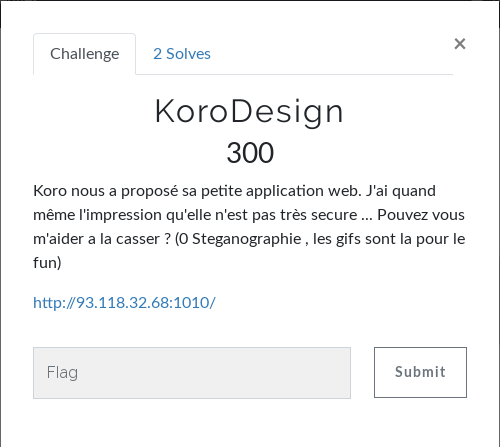 Challenge
2 Solves
×
KoroDesign
300
Koro nous a proposé sa petite application web. J'ai quand
même l'impression qu'elle n'est pas très secure ... Pouvez vous
m'aider a la casser ? (0 Steganographie , les gifs sont la pour le
fun)
http://93.118.32.68:1010/
Flag
Submit